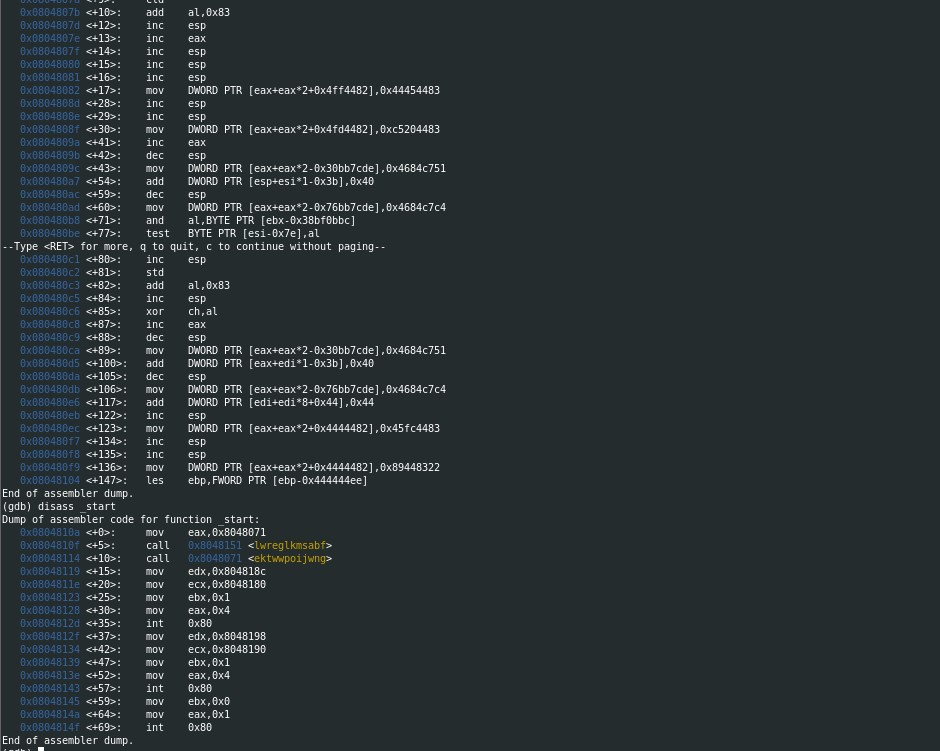 0x0804807b <+10>:    add    al,0x83
0x0804807d <+12>:    inc    esp
0x0804807e <+13>:    inc    eax
0x0804807f <+14>:    inc    esp
0x08048080 <+15>:    inc    esp
0x08048081 <+16>:    inc    esp
0x08048082 <+17>:    mov    DWORD PTR [eax+eax*2+0x4ff4482],0x44454483
0x0804808d <+28>:    inc    esp
0x0804808e <+29>:    inc    esp
0x0804808f <+30>:    mov    DWORD PTR [eax+eax*2+0x4fd4482],0xc5204483
0x0804809a <+41>:    inc    eax
0x0804809b <+42>:    dec    esp
0x0804809c <+43>:    mov    DWORD PTR [eax+eax*2-0x30bb7cde],0x4684c751
0x080480a7 <+54>:    add    DWORD PTR [esp+esi*1-0x3b],0x40
0x080480ac <+59>:    dec    esp
0x080480ad <+60>:    mov    DWORD PTR [eax+eax*2-0x76bb7cde],0x4684c7c4
0x080480b8 <+71>:    and    al,BYTE PTR [ebx-0x38bf0bbc]
0x080480be <+77>:    test   BYTE PTR [esi-0x7e],al
--Type <RET> for more, q to quit, c to continue without paging--
0x080480c1 <+80>:    inc    esp
0x080480c2 <+81>:    std
0x080480c3 <+82>:    add    al,0x83
0x080480c5 <+84>:    inc    esp
0x080480c6 <+85>:    xor    ch,al
0x080480c8 <+87>:    inc    eax
0x080480c9 <+88>:    dec    esp
0x080480ca <+89>:    mov    DWORD PTR [eax+eax*2-0x30bb7cde],0x4684c751
0x080480d5 <+100>:   add    DWORD PTR [eax+edi*1-0x3b],0x40
0x080480da <+105>:   dec    esp
0x080480db <+106>:   mov    DWORD PTR [eax+eax*2-0x76bb7cde],0x4684c7c4
0x080480e6 <+117>:   add    DWORD PTR [edi+edi*8+0x44],0x44
0x080480eb <+122>:   inc    esp
0x080480ec <+123>:   mov    DWORD PTR [eax+eax*2+0x4444482],0x45fc4483
0x080480f7 <+134>:   inc    esp
0x080480f8 <+135>:   inc    esp
0x080480f9 <+136>:   mov    DWORD PTR [eax+eax*2+0x4444482],0x89448322
0x08048104 <+147>:   les    ebp,FWORD PTR [ebp-0x444444ee]
End of assembler dump.
(gdb) disass _start
Dump of assembler code for function _start:
0x0804810a <+0>:     mov    eax,0x8048071
0x0804810f <+5>:     call   0x8048151 <lwreglkmsabf>
0x08048114 <+10>:    call   0x8048071 <ektwwpoijwng>
0x08048119 <+15>:    mov    edx,0x804818c
0x0804811e <+20>:    mov    ecx,0x8048180
0x08048123 <+25>:    mov    ebx,0x1
0x08048128 <+30>:    mov    eax,0x4
0x0804812d <+35>:    int    0x80
0x0804812f <+37>:    mov    edx,0x8048198
0x08048134 <+42>:    mov    ecx,0x8048190
0x08048139 <+47>:    mov    ebx,0x1
0x0804813e <+52>:    mov    eax,0x4
0x08048143 <+57>:    int    0x80
0x08048145 <+59>:    mov    ebx,0x0
0x0804814a <+64>:    mov    eax,0x1
0x0804814f <+69>:    int    0x80
End of assembler dump.